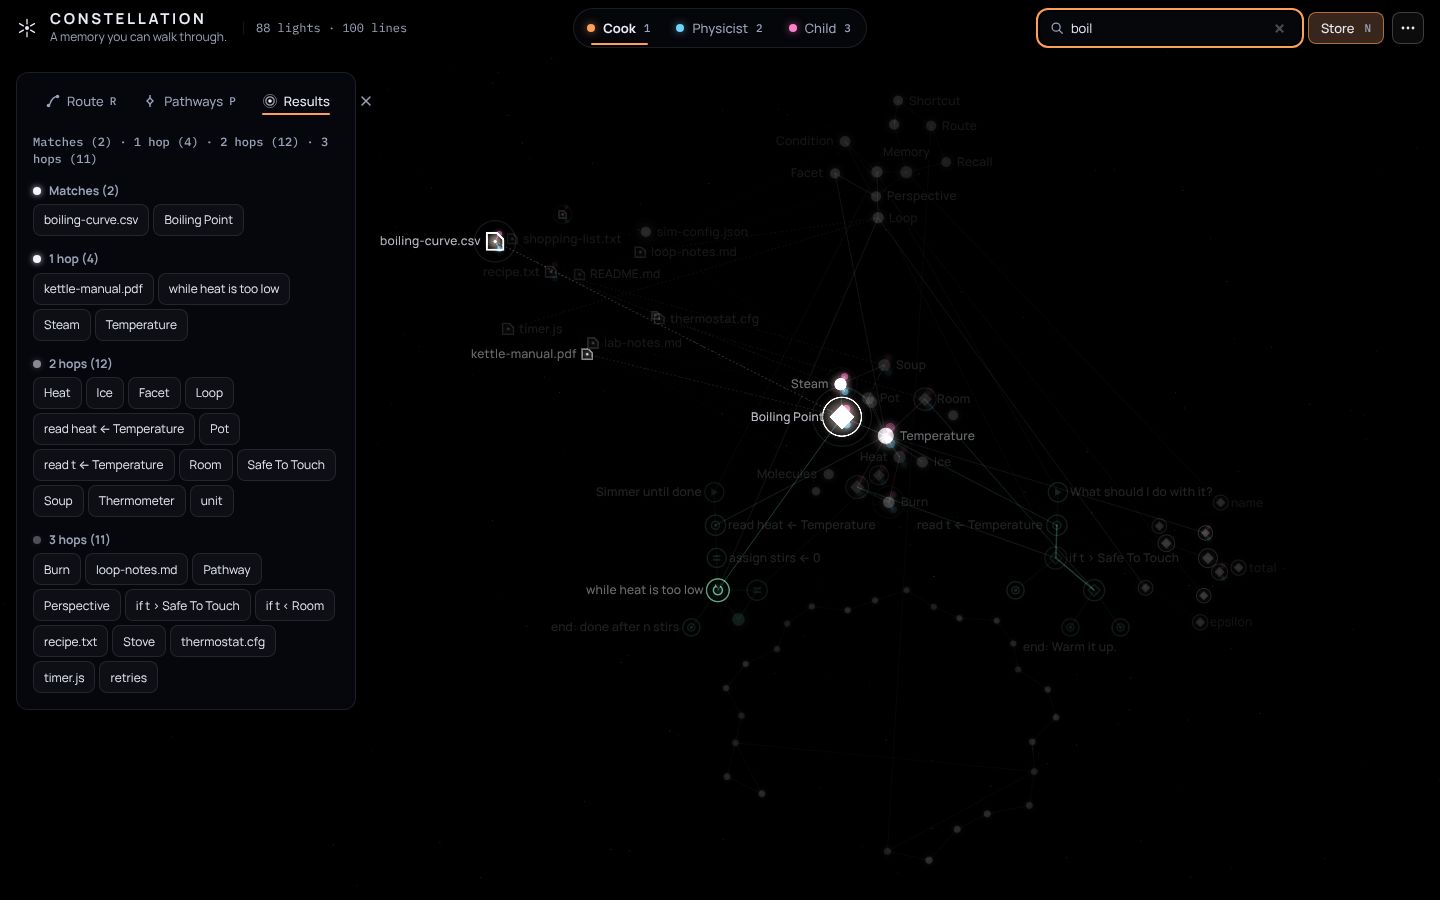 CONSTELLATION
A memory you can walk through.
88 lights · 100 lines
Cook 1
Physicist 2
Child 3
boil
Store N
Route R
Pathways P
Results
Matches (2) · 1 hop (4) · 2 hops (12) · 3
hops (11)
Matches (2)
boiling-curve.csv
Boiling Point
1 hop (4)
kettle-manual.pdf
while heat is too low
Steam
Temperature
2 hops (12)
Heat
Ice
Facet
Loop
read heat ← Temperature
Pot
read t ← Temperature
Room
Safe To Touch
Soup
Thermometer
unit
3 hops (11)
Burn
loop-notes.md
Pathway
Perspective
if t > Safe To Touch
if t < Room
recipe.txt
Stove
thermostat.cfg
timer.js
retries
Shortcut
Route
Condition
Memory
Recall
Facet
Perspective
Loop
boiling-curve.csv
shopping-list.txt
sim-config.json
loop-notes.md
recipe.txt
README.md
thermostat.cfg
timer.js
lab-notes.md
kettle-manual.pdf
Soup
Steam
Pot
Room
Boiling Point
Temperature
Heat
Ice
Molecules
Simmer until done
Burn
What should I do with it?
name
read heat ← Temperature
read t ← Temperature
assign stirs ← 0
if t > Safe To Touch
total
while heat is too low
end: done after n stirs
epsilon
end: Warm it up.